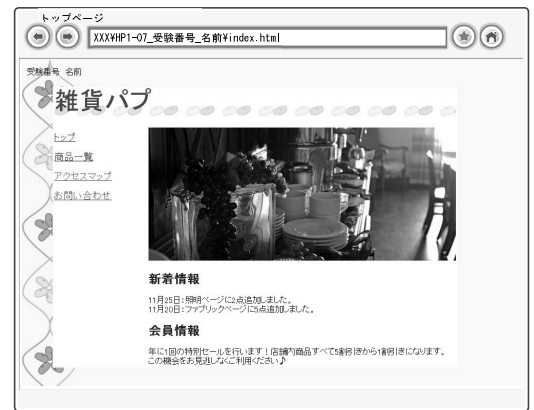 トップページ
XXX¥HP1-07_受験番号_名前¥index.html
受験番号 名前
雑貨パプ
トップ
商品一覧
アクセスマップ
お問い合わせ
新着情報
11月25日:照明ページに2点追加しました。
11月20日:ファブリックページに5点追加しました。
会員情報
年に1回の特別セールを行います!店舗内商品すべて5割引きから1割引きになります。
この機会をお見逃しなくご利用ください♪